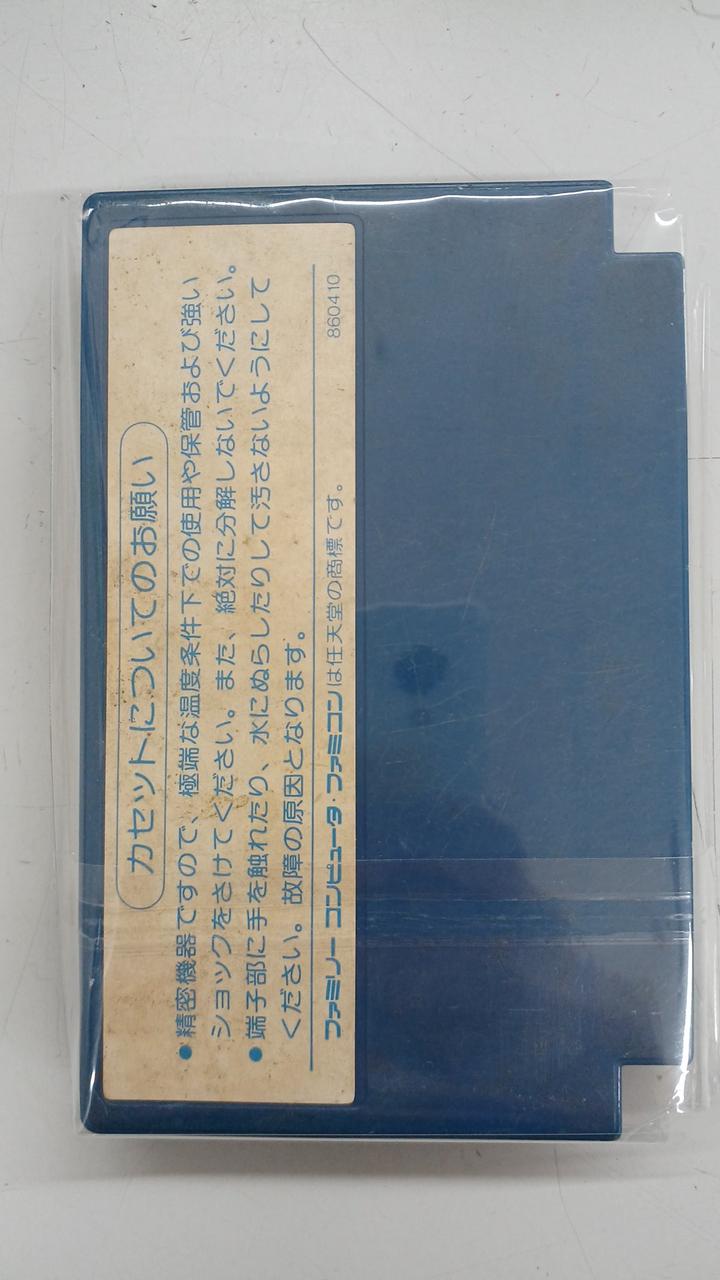 カセットについてのお願い
●精密機器ですので、極端な温度条件下での使用や保管および強い
ショックをさけてください。また、絶対に分解しないでください。
●端子部に手を触れたり、水にぬらしたりして汚さないようにして
ください。故障の原因となります。
ファミリー コンピュータ・ファミコンは任天堂の商標です。 860410